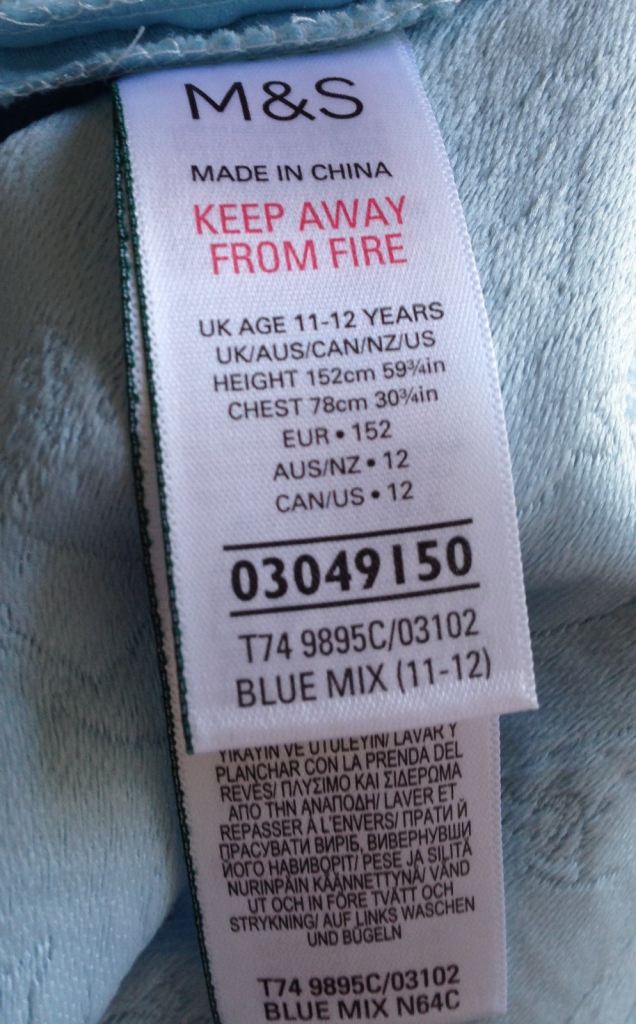 M&S
MADE IN CHINA
KEEP AWAY
FROM FIRE
UK AGE 11-12 YEARS
UK/AUS/CAN/NZ/US
HEIGHT 152cm 59¾in
CHEST 78cm 30¾in
EUR • 152
AUS/NZ • 12
CAN/US • 12
03049150
T74 9895C/03102
BLUE MIX (11-12)
YIKAYIN VE ÜTÜLEYİN/ LAVAR Y
PLANCHAR CON LA PRENDA DEL
REVÉS/ ΠΛΥΣΙΜΟ ΚΑΙ ΣΙΔΕΡΩΜΑ
ΑΠΟ ΤΗΝ ΑΝΑΠΟΔΗ/ LAVER ET
REPASSER À L'ENVERS/ ПРАТИ Й
ПРАСУВАТИ ВИРІБ, ВИВЕРНУВШИ
ЙОГО НАВИВОРІТ/ PESE JA SILITÄ
NURINPÄIN KÄÄNNETTYNÄ/ VÄND
UT OCH IN FÖRE TVÄTT OCH
STRYKNING/ AUF LINKS WASCHEN
UND BÜGELN
T74 9895C/03102
BLUE MIX N64C